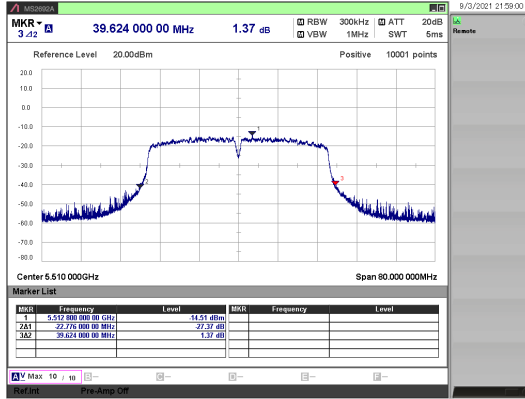 MS2692A
9/3/2021 21:59:00
MKR
3 ⊿2 A 39.624 000 00 MHz 1.37 dB
A RBW 300kHz A ATT 20dB
A VBW 1MHz SWT 5ms
Remote
Reference Level 20.00dBm Positive 10001 points
20.0
10.0
0.0
-10.0
-20.0
-30.0
-40.0
-50.0
-60.0
-70.0
-80.0
1
2
3
Center 5.510 000GHz Span 80.000 000MHz
Marker List
MKR Frequency Level MKR Frequency Level
1 5.512 800 000 00 GHz -14.51 dBm
2Δ1 -22.776 000 00 MHz -27.37 dB
3Δ2 39.624 000 00 MHz 1.37 dB
A V Max 10 / 10 B— C— D— E— F—
Ref.Int Pre-Amp Off